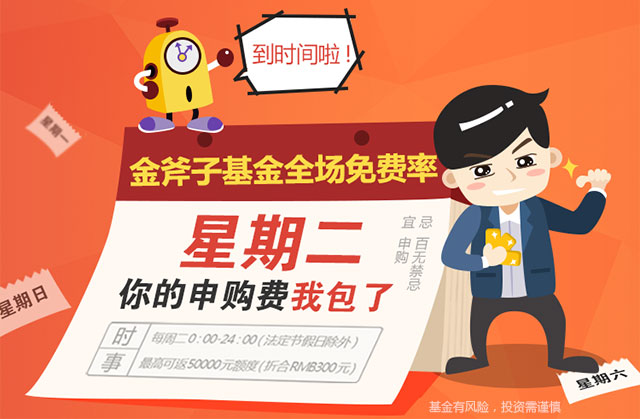 到时间啦！
星期一
金斧子基金全场免费率
星期二
宜 忌
申购 百无禁忌
你的申购费我包了
星期日
时事
每周二0：00-24：00(法定节假日除外)
最高可返50000元额度(折合RMB300元)
星期六
基金有风险，投资需谨慎